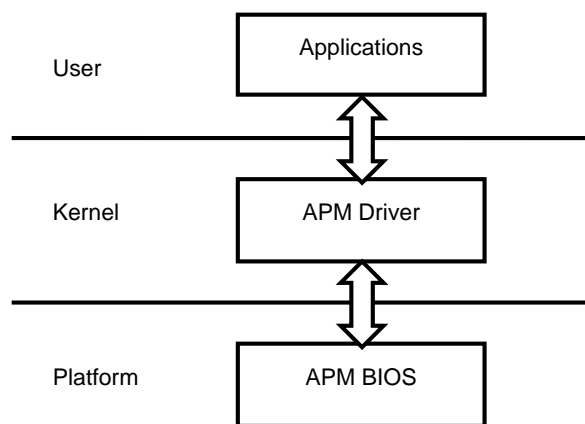 Applications
User
Kernel
APM Driver
Platform
APM BIOS